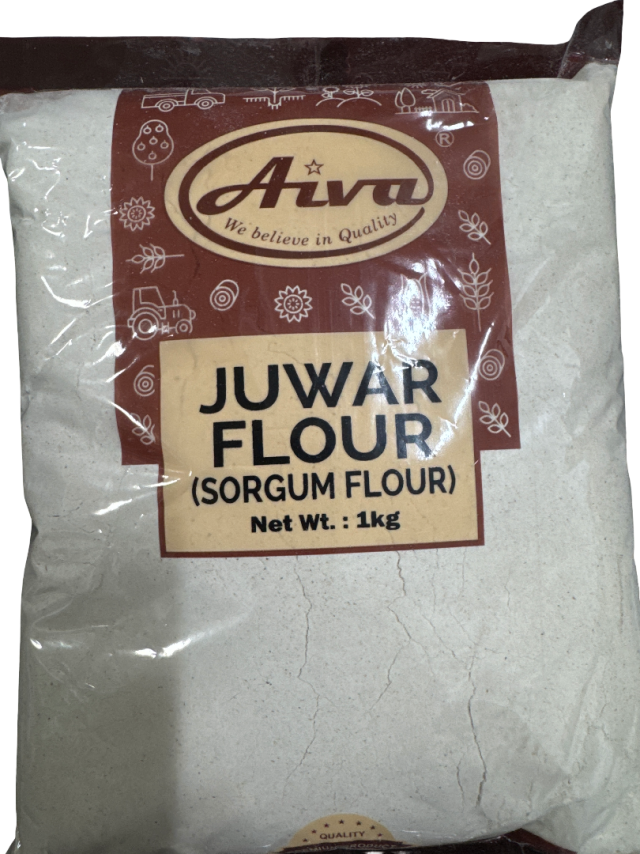 Aiva
®
We believe in Quality
JUWAR
FLOUR
(SORGUM FLOUR)
Net Wt. : 1kg
QUALITY